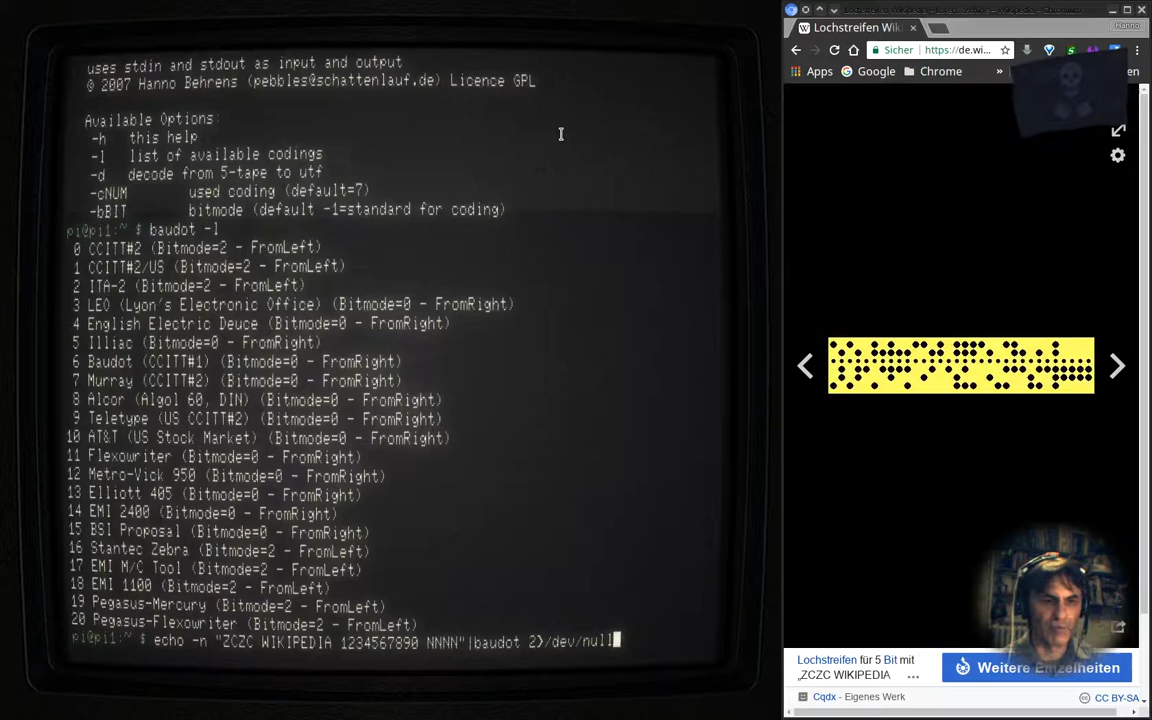 uses stdin and stdout as input and output
© 2007 Hanno Behrens (pebbles@schattenlauf.de) Licence GPL
Available Options:
-h this help
-l list of available codings
-d decode from 5-tape to utf
-cNUM used coding (default=7)
-bBIT bitmode (default -1=standard for coding)
pi@pi1:~ $ baudot -l
0 CCITT#2 (Bitmode=2 - FromLeft)
1 CCITT#2/US (Bitmode=2 - FromLeft)
2 ITA-2 (Bitmode=2 - FromLeft)
3 LEO (Lyon's Electronic Office) (Bitmode=0 - FromRight)
4 English Electric Deuce (Bitmode=0 - FromRight)
5 Illiac (Bitmode=0 - FromRight)
6 Baudot (CCITT#1) (Bitmode=0 - FromRight)
7 Murray (CCITT#2) (Bitmode=0 - FromRight)
8 Alcor (Algol 60, DIN) (Bitmode=0 - FromRight)
9 Teletype (US CCITT#2) (Bitmode=0 - FromRight)
10 AT&T (US Stock Market) (Bitmode=0 - FromRight)
11 Flexowriter (Bitmode=0 - FromRight)
12 Metro-Vick 950 (Bitmode=0 - FromRight)
13 Elliott 405 (Bitmode=0 - FromRight)
14 EMI 2400 (Bitmode=0 - FromRight)
15 BSI Proposal (Bitmode=0 - FromRight)
16 Stantec Zebra (Bitmode=2 - FromLeft)
17 EMI M/C Tool (Bitmode=2 - FromLeft)
18 EMI 1100 (Bitmode=2 - FromLeft)
19 Pegasus-Mercury (Bitmode=2 - FromLeft)
20 Pegasus-Flexowriter (Bitmode=2 - FromLeft)
pi@pi1:~ $ echo -n "ZCZC WIKIPEDIA 1234567890 NNNN"|baudot 2>/dev/null
Lochstreifen Wik
Hanno
Sicher https://de.wi...
Apps Google Chrome » en
Lochstreifen für 5 Bit mit
„ZCZC WIKIPEDIA ...
Weitere Einzelheiten
Cqdx - Eigenes Werk
CC BY-SA